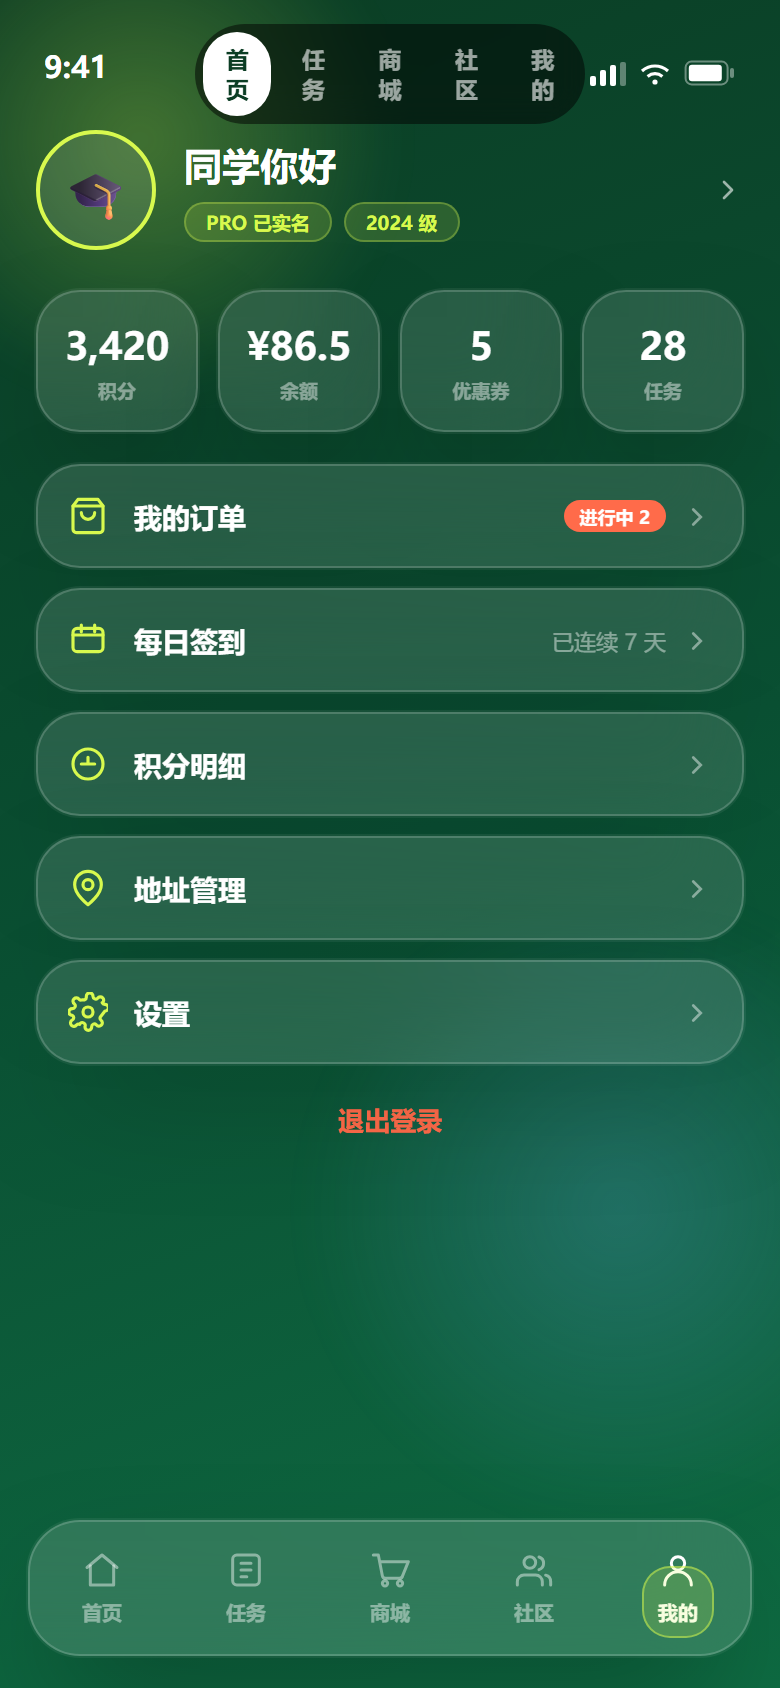 9:41
首页
任务
商城
社区
我的
同学你好
PRO 已实名
2024 级
3,420
积分
¥86.5
余额
5
优惠券
28
任务
我的订单
进行中 2
每日签到
已连续 7 天
积分明细
地址管理
设置
退出登录
首页
任务
商城
社区
我的